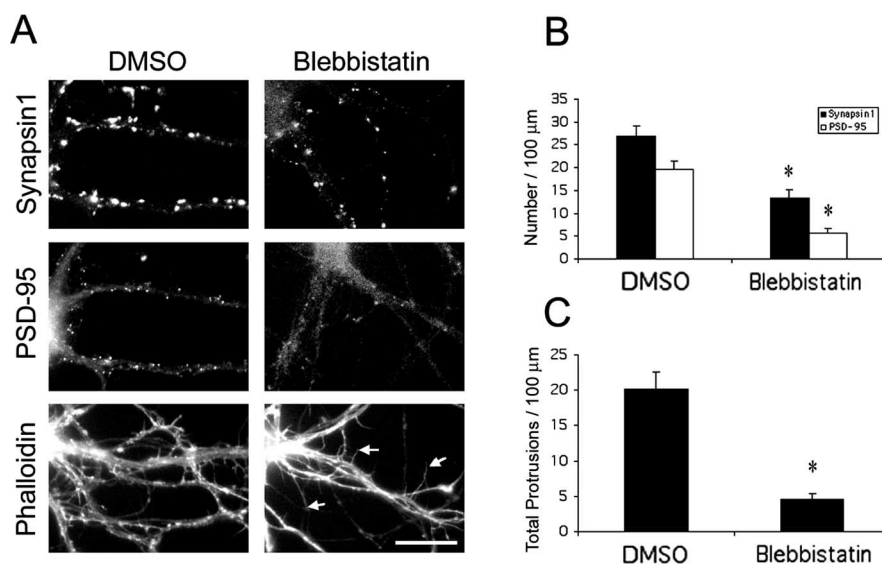 A
DMSO
Blebbistatin
Synapsin1
PSD-95
Phalloidin
B
Number / 100 µm
35
30
25
20
15
10
5
0
Synapsin1
PSD-95
*
*
DMSO
Blebbistatin
C
Total Protrusions / 100 µm
25
20
15
10
5
0
*
DMSO
Blebbistatin